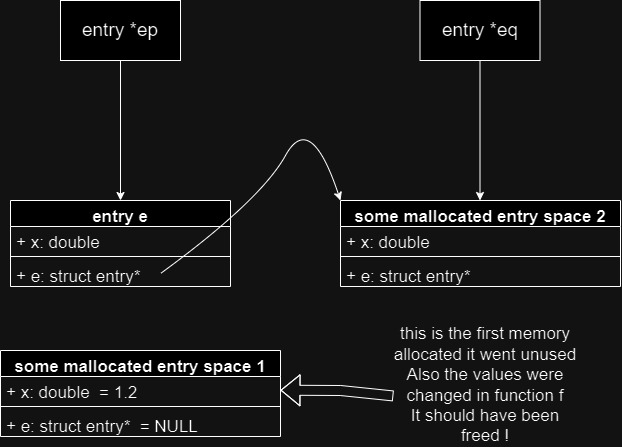 entry *ep
entry *eq
entry e
+ x: double
+ e: struct entry*
some mallocated entry space 2
+ x: double
+ e: struct entry*
some mallocated entry space 1
+ x: double  = 1.2
+ e: struct entry*  = NULL
this is the first memory
allocated it went unused
Also the values were
changed in function f
It should have been
freed !